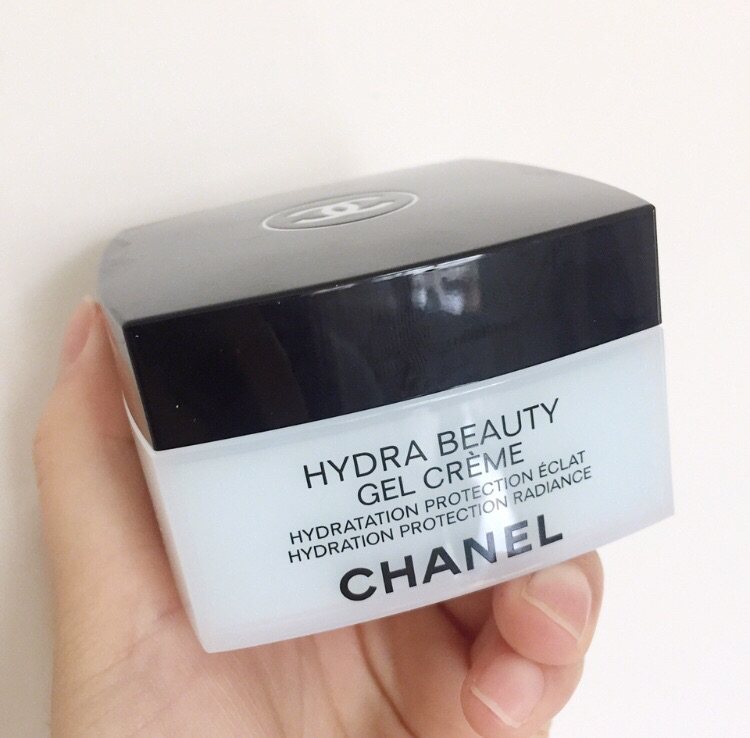 HYDRA BEAUTY
GEL CRÈME
HYDRATATION PROTECTION ÉCLAT
HYDRATION PROTECTION RADIANCE
CHANEL